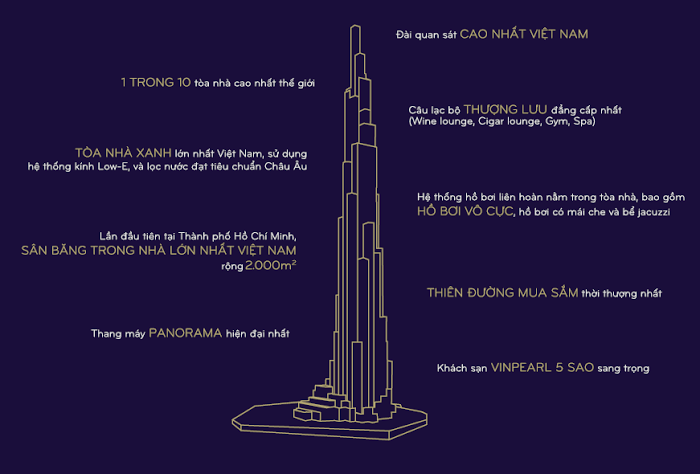 Đài quan sát CAO NHẤT VIỆT NAM
1 TRONG 10 tòa nhà cao nhất thế giới
Câu lạc bộ THƯỢNG LƯU đẳng cấp nhất
(Wine lounge, Cigar lounge, Gym, Spa)
TÒA NHÀ XANH lớn nhất Việt Nam, sử dụng
hệ thống kính Low-E, và lọc nước đạt tiêu chuẩn Châu Âu
Hệ thống hồ bơi liên hoàn nằm trong tòa nhà, bao gồm
HỒ BƠI VÔ CỰC, hồ bơi có mái che và bể jacuzzi
Lần đầu tiên tại Thành phố Hồ Chí Minh,
SÂN BĂNG TRONG NHÀ LỚN NHẤT VIỆT NAM
rộng 2.000m²
THIÊN ĐƯỜNG MUA SẮM thời thượng nhất
Thang máy PANORAMA hiện đại nhất
Khách sạn VINPEARL 5 SAO sang trọng